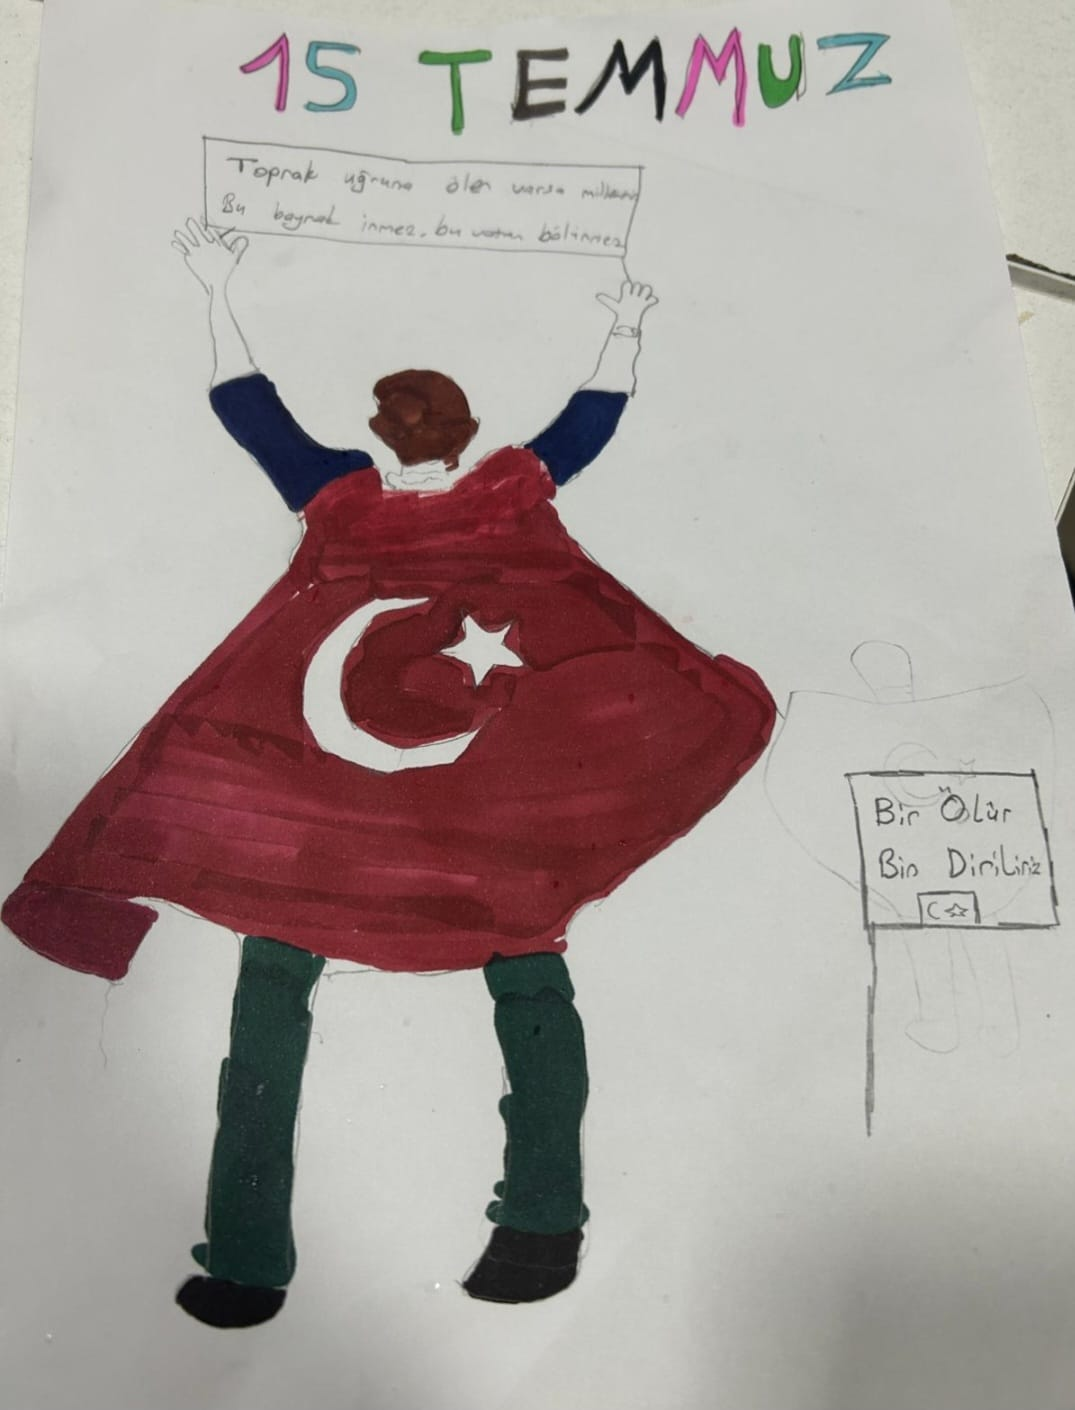 15 TEMMUZ
Toprak uğruna ölen varsa
Bu bayrak inmez, bu vatan bölünmez
Bir Ölür
Bin Diriliriz